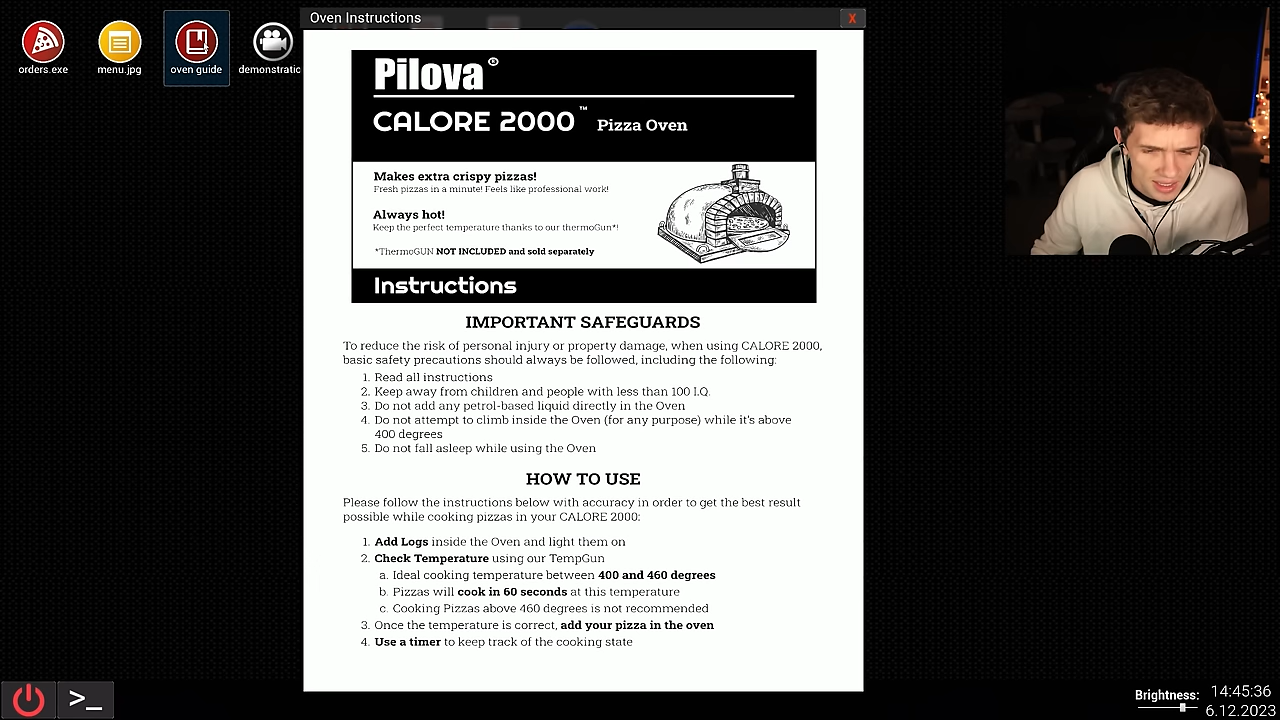 Oven Instructions
X
orders.exe
menu.jpg
oven guide
demonstratic
Pilova®
CALORE 2000™ Pizza Oven
Makes extra crispy pizzas!
Fresh pizzas in a minute! Feels like professional work!
Always hot!
Keep the perfect temperature thanks to our thermoGun*!
*ThermoGUN NOT INCLUDED and sold separately
Instructions
IMPORTANT SAFEGUARDS
To reduce the risk of personal injury or property damage, when using CALORE 2000,
basic safety precautions should always be followed, including the following:
1. Read all instructions
2. Keep away from children and people with less than 100 I.Q.
3. Do not add any petrol-based liquid directly in the Oven
4. Do not attempt to climb inside the Oven (for any purpose) while it's above
400 degrees
5. Do not fall asleep while using the Oven
HOW TO USE
Please follow the instructions below with accuracy in order to get the best result
possible while cooking pizzas in your CALORE 2000:
1. Add Logs inside the Oven and light them on
2. Check Temperature using our TempGun
a. Ideal cooking temperature between 400 and 460 degrees
b. Pizzas will cook in 60 seconds at this temperature
c. Cooking Pizzas above 460 degrees is not recommended
3. Once the temperature is correct, add your pizza in the oven
4. Use a timer to keep track of the cooking state
>_
Brightness:
14:45:36
6.12.2023